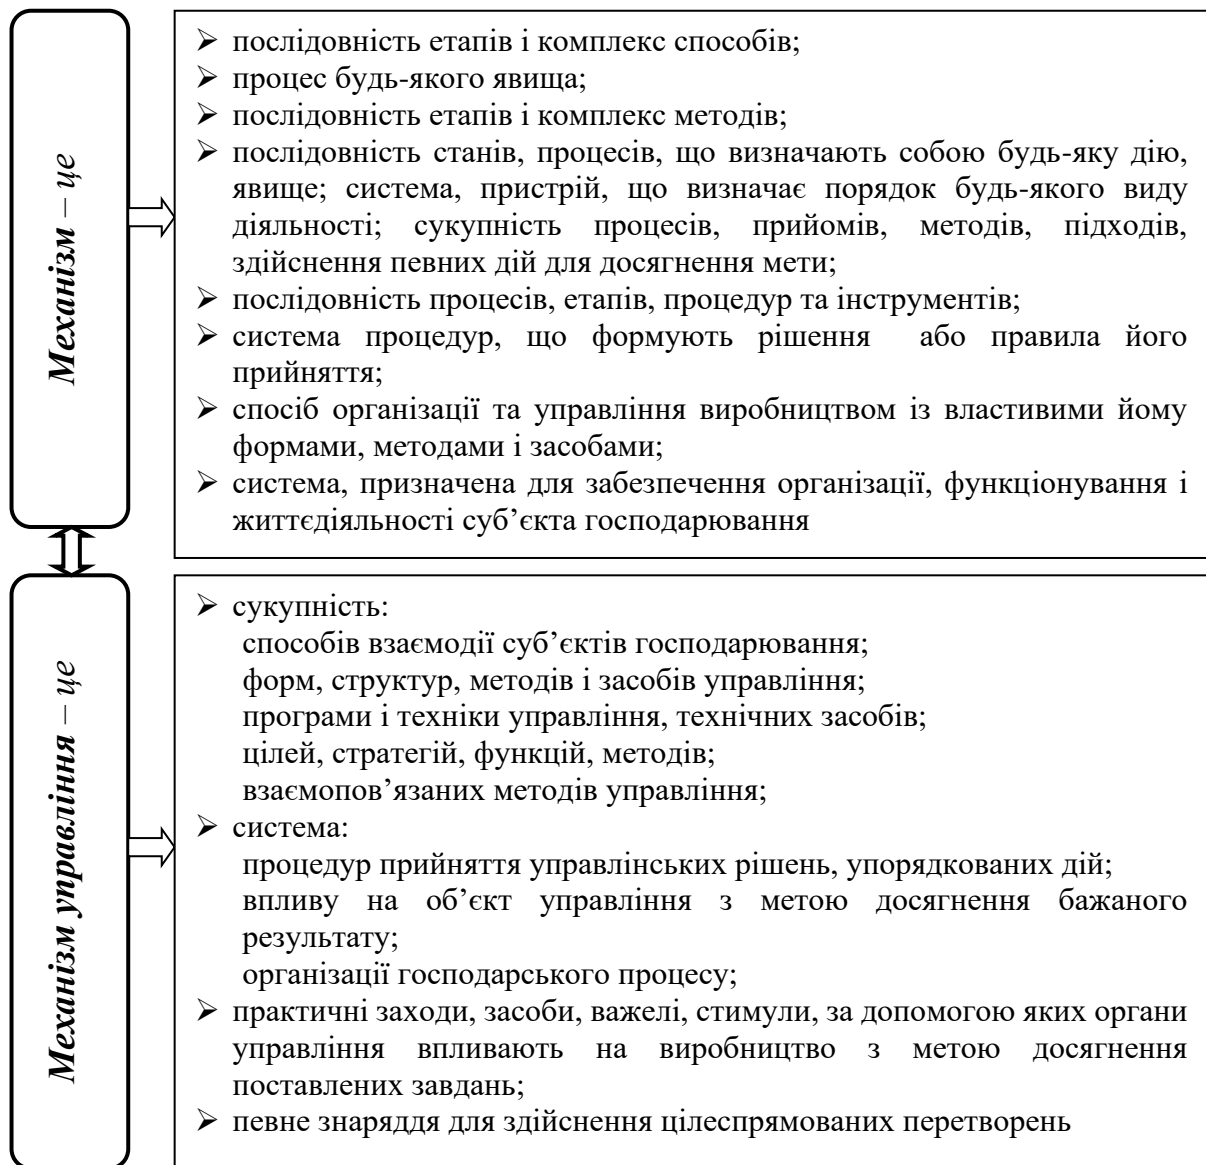 Механізм – це
➢ послідовність етапів і комплекс способів;
➢ процес будь-якого явища;
➢ послідовність етапів і комплекс методів;
➢ послідовність станів, процесів, що визначають собою будь-яку дію,
явище; система, пристрій, що визначає порядок будь-якого виду
діяльності; сукупність процесів, прийомів, методів, підходів,
здійснення певних дій для досягнення мети;
➢ послідовність процесів, етапів, процедур та інструментів;
➢ система процедур, що формують рішення або правила його
прийняття;
➢ спосіб організації та управління виробництвом із властивими йому
формами, методами і засобами;
➢ система, призначена для забезпечення організації, функціонування і
життєдіяльності суб’єкта господарювання
Механізм управління – це
➢ сукупність:
способів взаємодії суб’єктів господарювання;
форм, структур, методів і засобів управління;
програми і техніки управління, технічних засобів;
цілей, стратегій, функцій, методів;
взаємопов’язаних методів управління;
➢ система:
процедур прийняття управлінських рішень, упорядкованих дій;
впливу на об’єкт управління з метою досягнення бажаного
результату;
організації господарського процесу;
➢ практичні заходи, засоби, важелі, стимули, за допомогою яких органи
управління впливають на виробництво з метою досягнення
поставлених завдань;
➢ певне знаряддя для здійснення цілеспрямованих перетворень